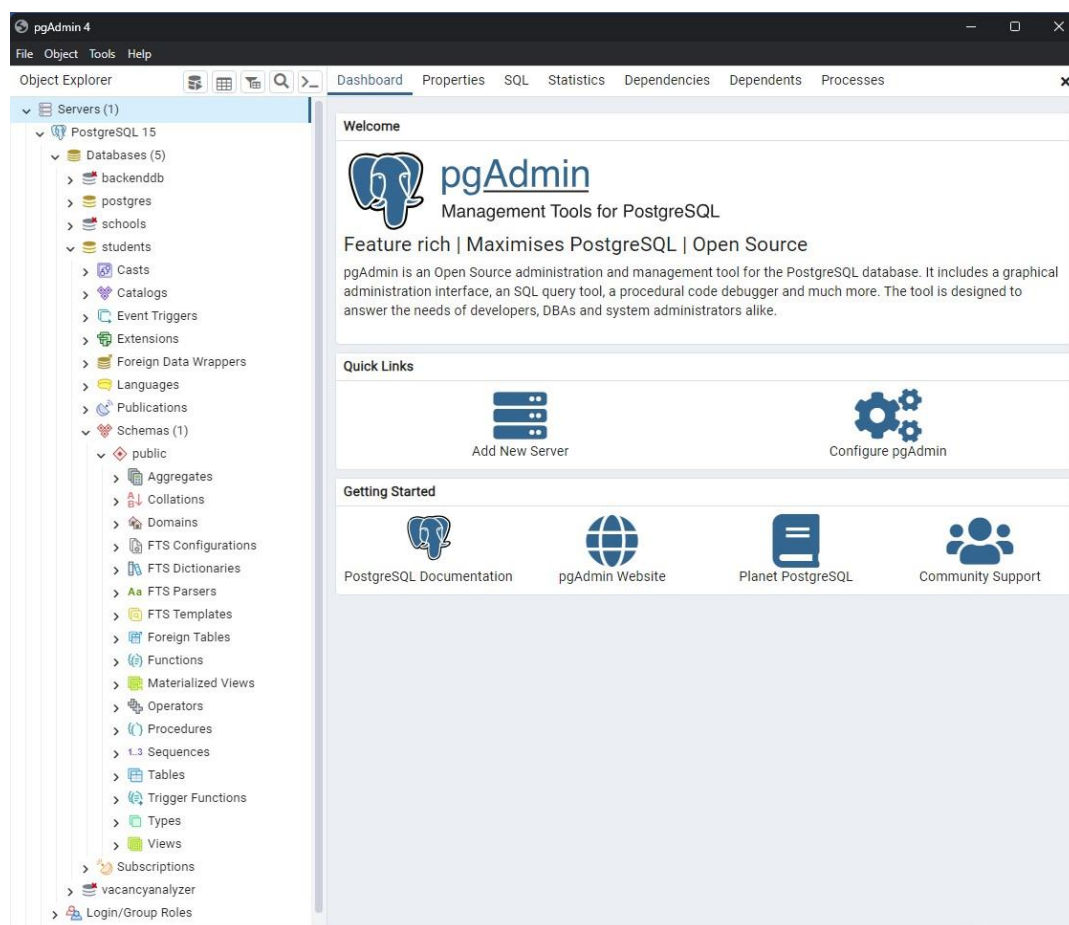 pgAdmin 4
File Object Tools Help
Object Explorer
Dashboard Properties SQL Statistics Dependencies Dependents Processes
Servers (1)
PostgreSQL 15
Databases (5)
backenddb
postgres
schools
students
Casts
Catalogs
Event Triggers
Extensions
Foreign Data Wrappers
Languages
Publications
Schemas (1)
public
Aggregates
Collations
Domains
FTS Configurations
FTS Dictionaries
Aa FTS Parsers
FTS Templates
Foreign Tables
Functions
Materialized Views
Operators
Procedures
1..3 Sequences
Tables
Trigger Functions
Types
Views
Subscriptions
vacancyanalyzer
Login/Group Roles
Welcome
pgAdmin
Management Tools for PostgreSQL
Feature rich | Maximises PostgreSQL | Open Source
pgAdmin is an Open Source administration and management tool for the PostgreSQL database. It includes a graphical
administration interface, an SQL query tool, a procedural code debugger and much more. The tool is designed to
answer the needs of developers, DBAs and system administrators alike.
Quick Links
Add New Server
Configure pgAdmin
Getting Started
PostgreSQL Documentation
pgAdmin Website
Planet PostgreSQL
Community Support